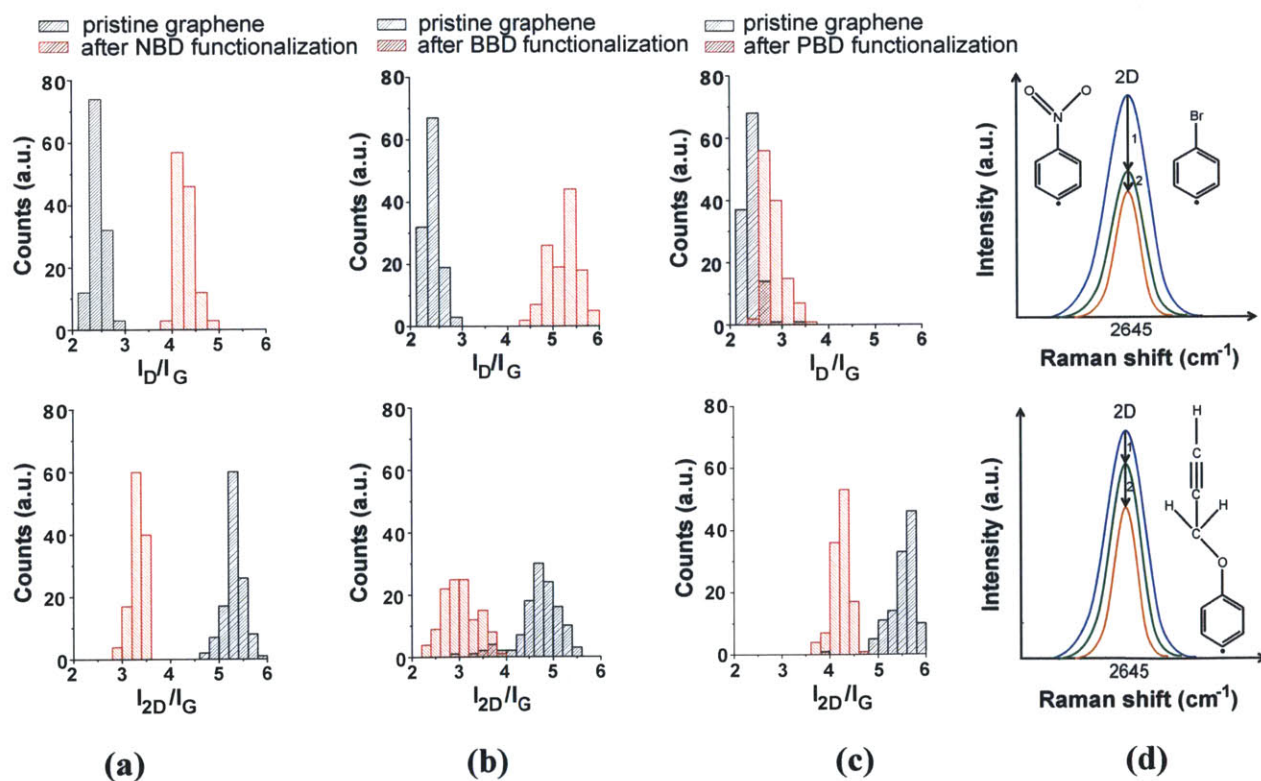 pristine graphene
after NBD functionalization
pristine graphene
after BBD functionalization
pristine graphene
after PBD functionalization
80
60
40
20
0
Counts (a.u.)
2 3 4 5 6
I_D/I_G
80
60
40
20
0
Counts (a.u.)
2 3 4 5 6
I_D/I_G
80
60
40
20
0
Counts (a.u.)
2 3 4 5 6
I_D/I_G
2D
O O
N
Br
1
2
Intensity (a.u.)
2645
Raman shift (cm⁻¹)
80
60
40
20
0
Counts (a.u.)
2 3 4 5 6
I_2D/I_G
80
60
40
20
0
Counts (a.u.)
2 3 4 5 6
I_2D/I_G
80
60
40
20
0
Counts (a.u.)
2 3 4 5 6
I_2D/I_G
2D
H
C
C
H H
C
O
1
2
Intensity (a.u.)
2645
Raman shift (cm⁻¹)
(a) (b) (c) (d)